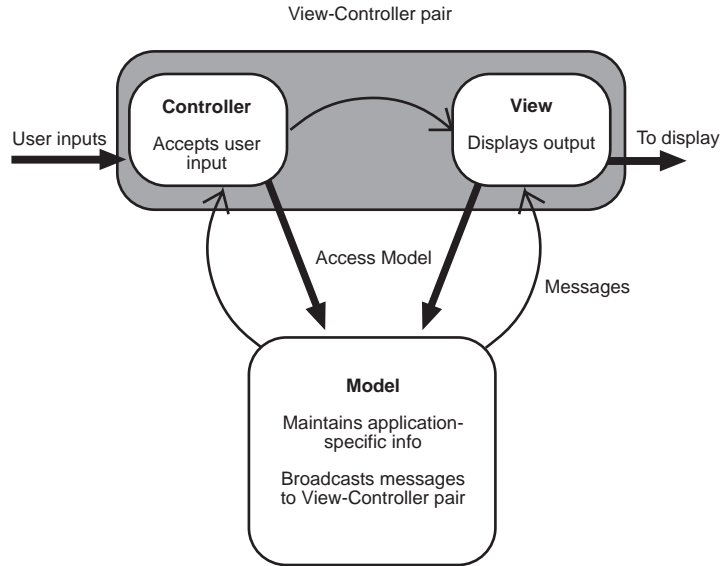 View-Controller pair
Controller
Accepts user
input
View
Displays output
User inputs
To display
Access Model
Messages
Model
Maintains application-
specific info
Broadcasts messages
to View-Controller pair